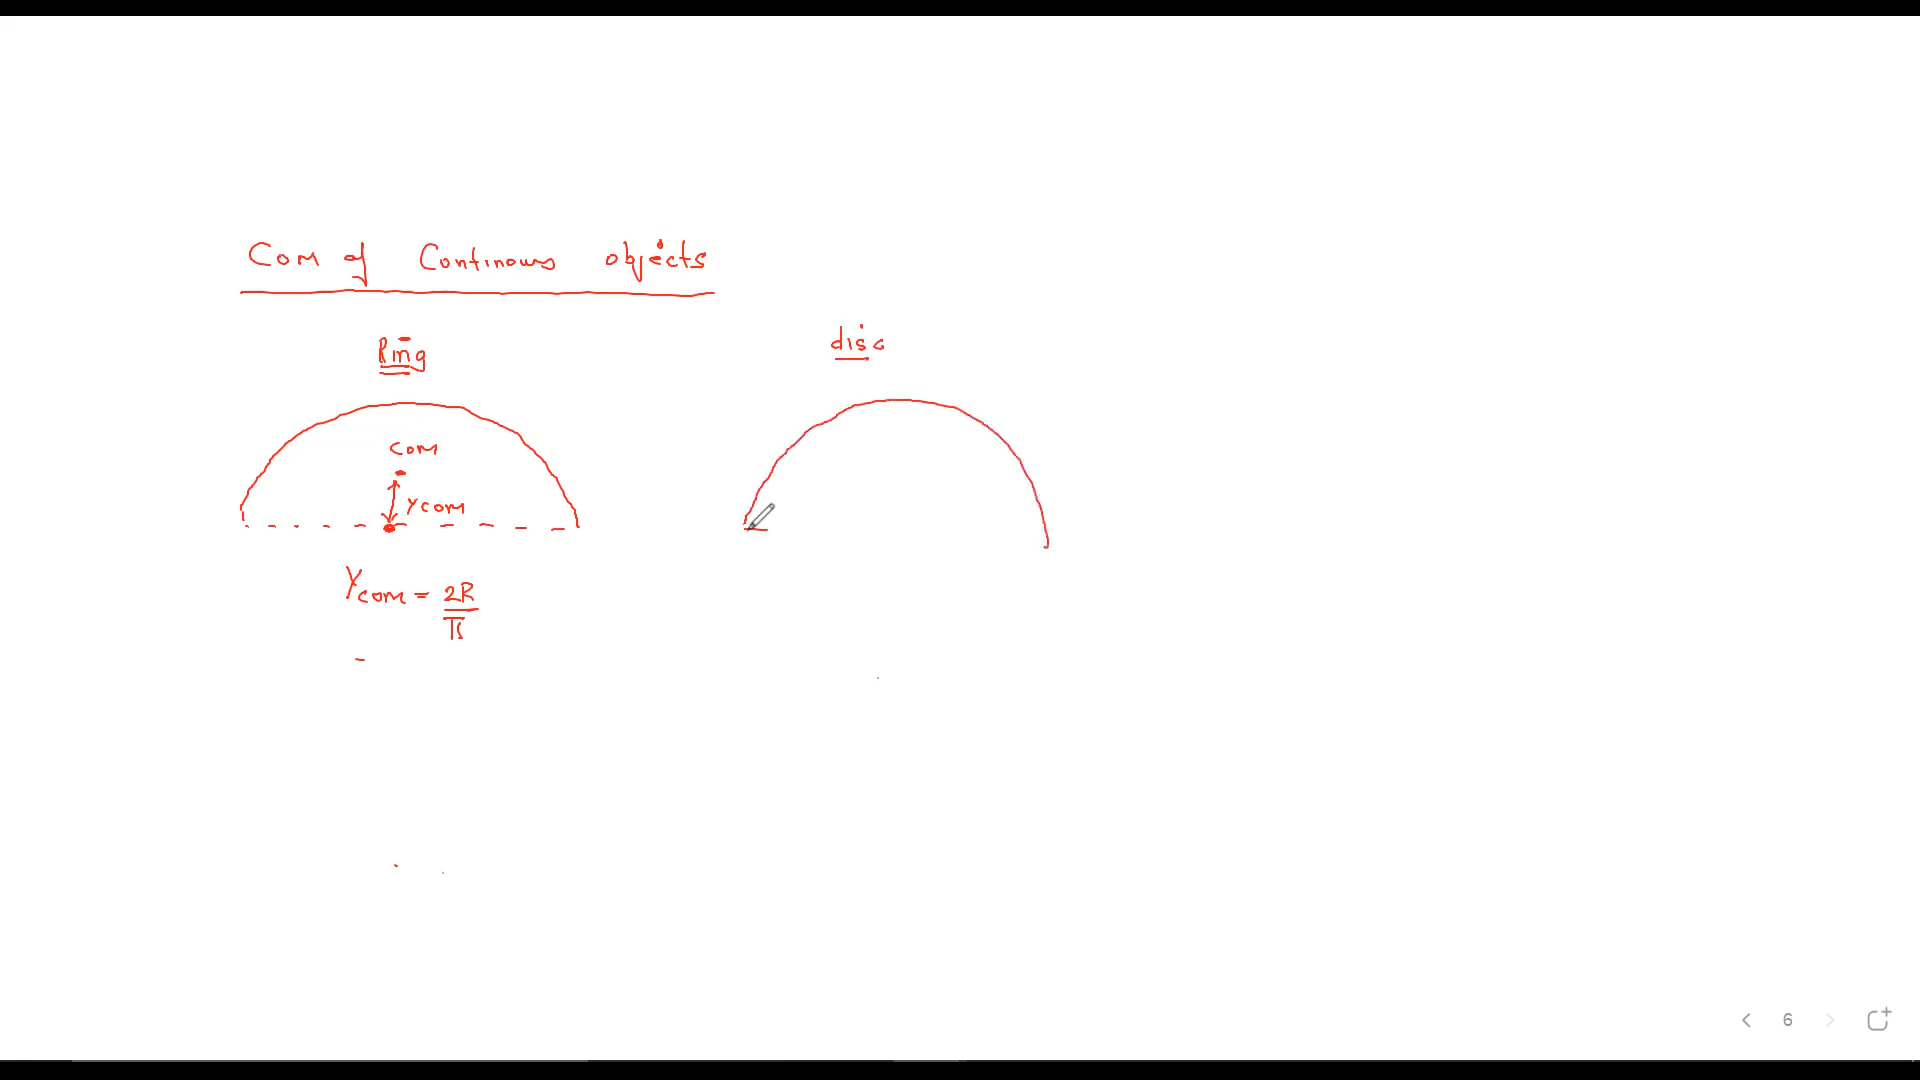 Com of Continous objects
Ring
disc
com
Ycom
Ycom = 2R/π
6